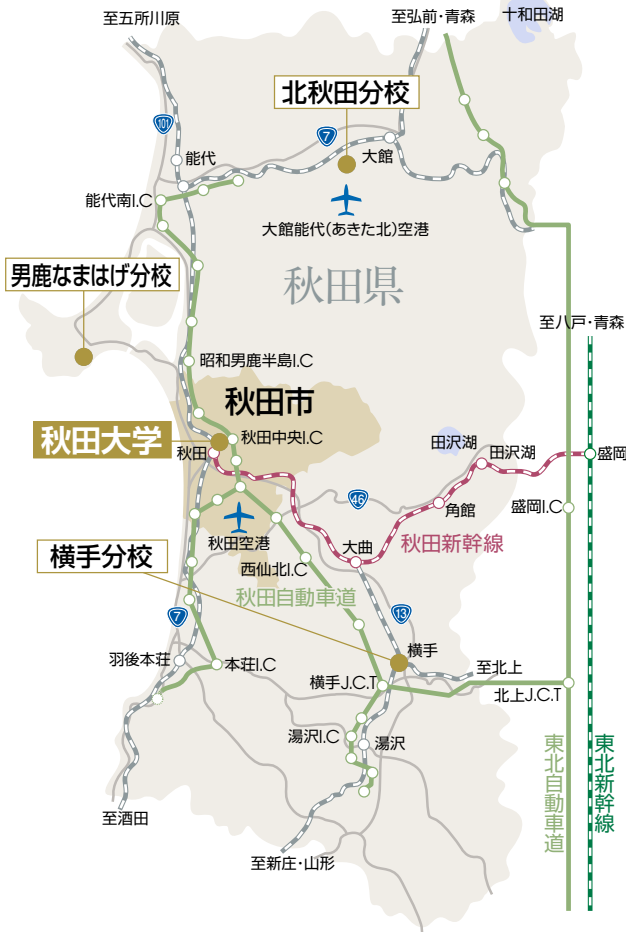 至五所川原
至弘前・青森
十和田湖
北秋田分校
101
7
能代
大館
能代南I.C
大館能代(あきた北)空港
男鹿なまはげ分校
秋田県
至八戸・青森
昭和男鹿半島I.C
秋田市
秋田大学
秋田中央I.C
秋田
田沢湖
田沢湖
盛岡
46
角館
盛岡I.C
秋田空港
大曲
秋田新幹線
横手分校
西仙北I.C
秋田自動車道
7
13
羽後本荘
本荘I.C
横手
至北上
横手J.C.T
北上J.C.T
湯沢I.C
湯沢
東北自動車道
東北新幹線
至酒田
至新庄・山形